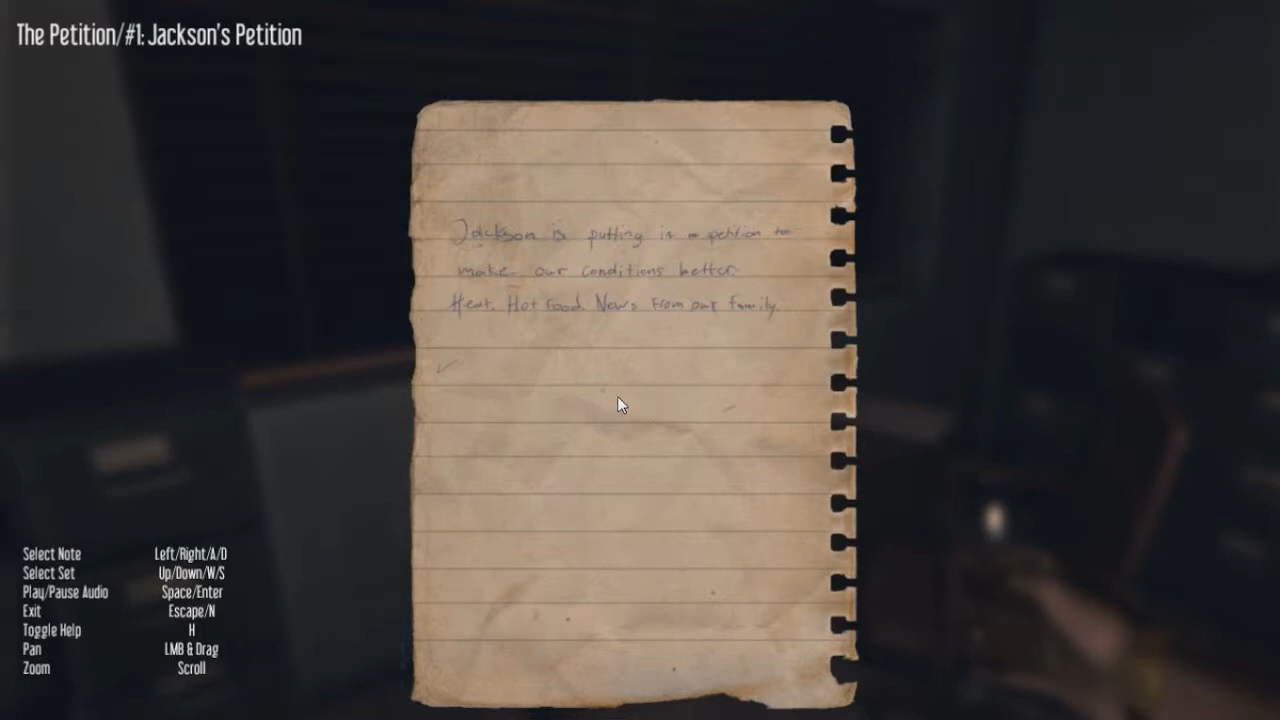 The Petition/#1: Jackson's Petition
Jackson is putting in a petition to
make our conditions better.
Heat. Hot Food. News From our family
Select Note Left/Right/A/D
Select Set Up/Down/W/S
Play/Pause Audio Space/Enter
Exit Escape/N
Toggle Help H
Pan LMB & Drag
Zoom Scroll